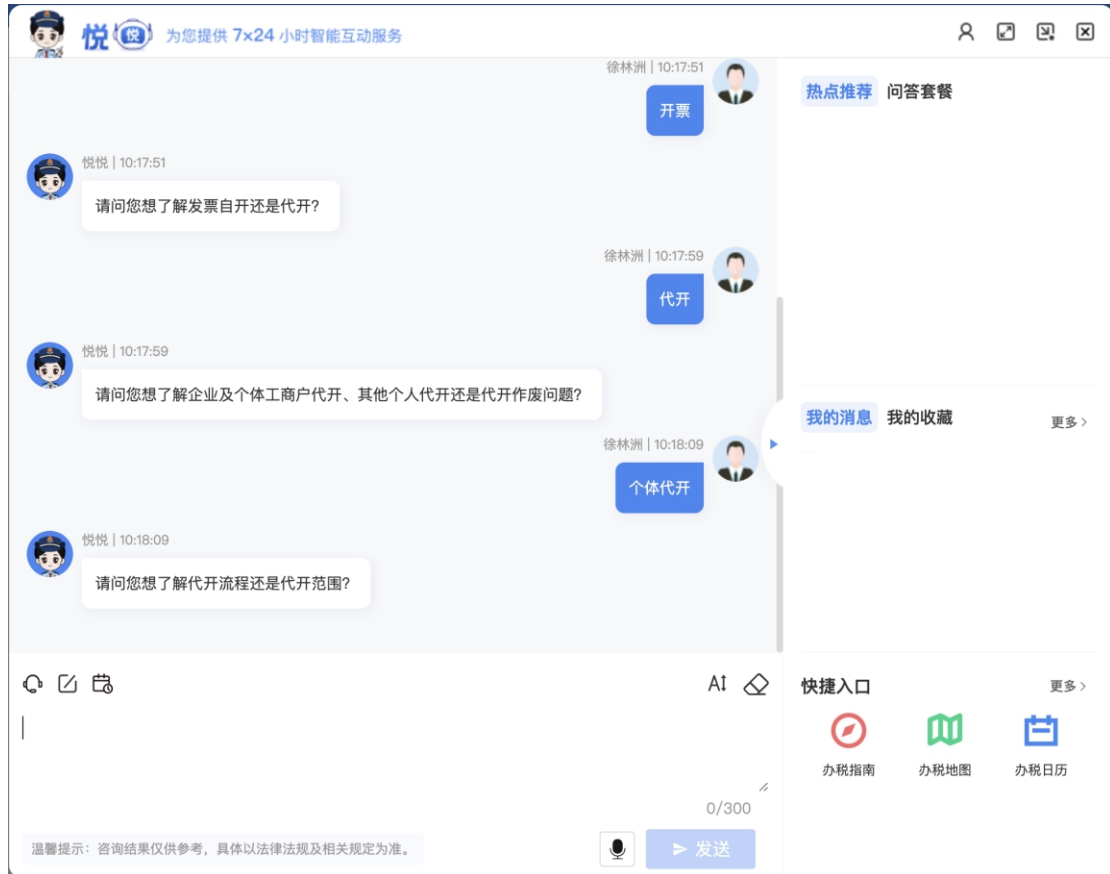 悦 悦 为您提供 7×24 小时智能互动服务
徐林洲 | 10:17:51
开票
悦悦 | 10:17:51
请问您想了解发票自开还是代开?
徐林洲 | 10:17:59
代开
悦悦 | 10:17:59
请问您想了解企业及个体工商户代开、其他个人代开还是代开作废问题?
徐林洲 | 10:18:09
个体代开
悦悦 | 10:18:09
请问您想了解代开流程还是代开范围?
A
0/300
温馨提示：咨询结果仅供参考，具体以法律法规及相关规定为准。
发送
热点推荐 问答套餐
我的消息 我的收藏 更多 >
快捷入口 更多 >
办税指南 办税地图 办税日历